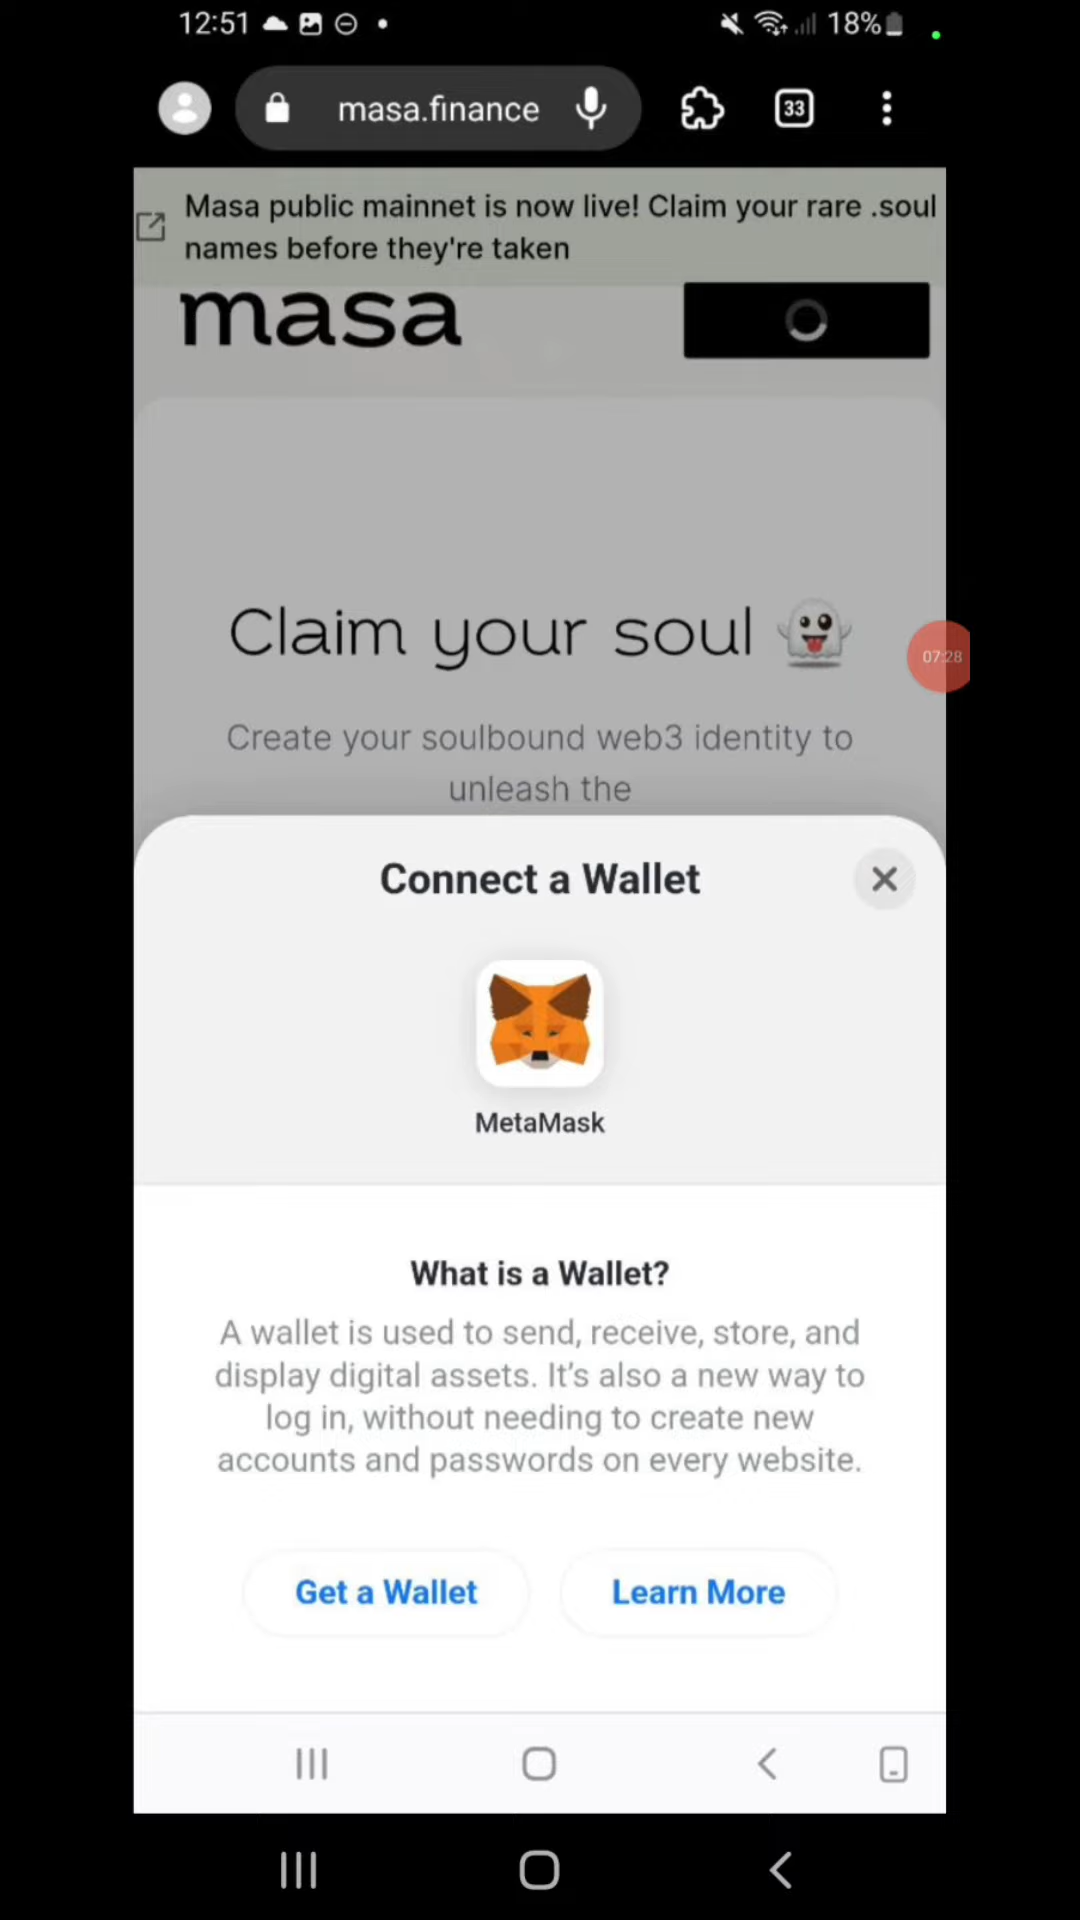 12:51
18%
masa.finance
33
Masa public mainnet is now live! Claim your rare .soul
names before they're taken
masa
Claim your soul
07:28
Create your soulbound web3 identity to
unleash the
Connect a Wallet
MetaMask
What is a Wallet?
A wallet is used to send, receive, store, and
display digital assets. It's also a new way to
log in, without needing to create new
accounts and passwords on every website.
Get a Wallet
Learn More